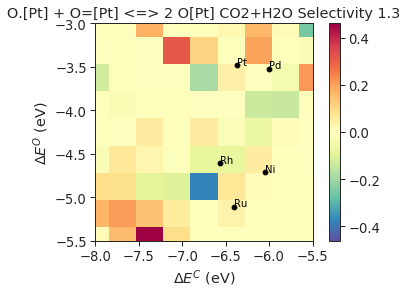 O.[Pt] + O=[Pt] <=> 2 O[Pt] CO2+H2O Selectivity 1.3
−3.0
−3.5
−4.0
−4.5
−5.0
−5.5
ΔE^O (eV)
Pt
Pd
Rh
Ni
Ru
−8.0 −7.5 −7.0 −6.5 −6.0 −5.5
ΔE^C (eV)
0.4
0.2
0.0
−0.2
−0.4